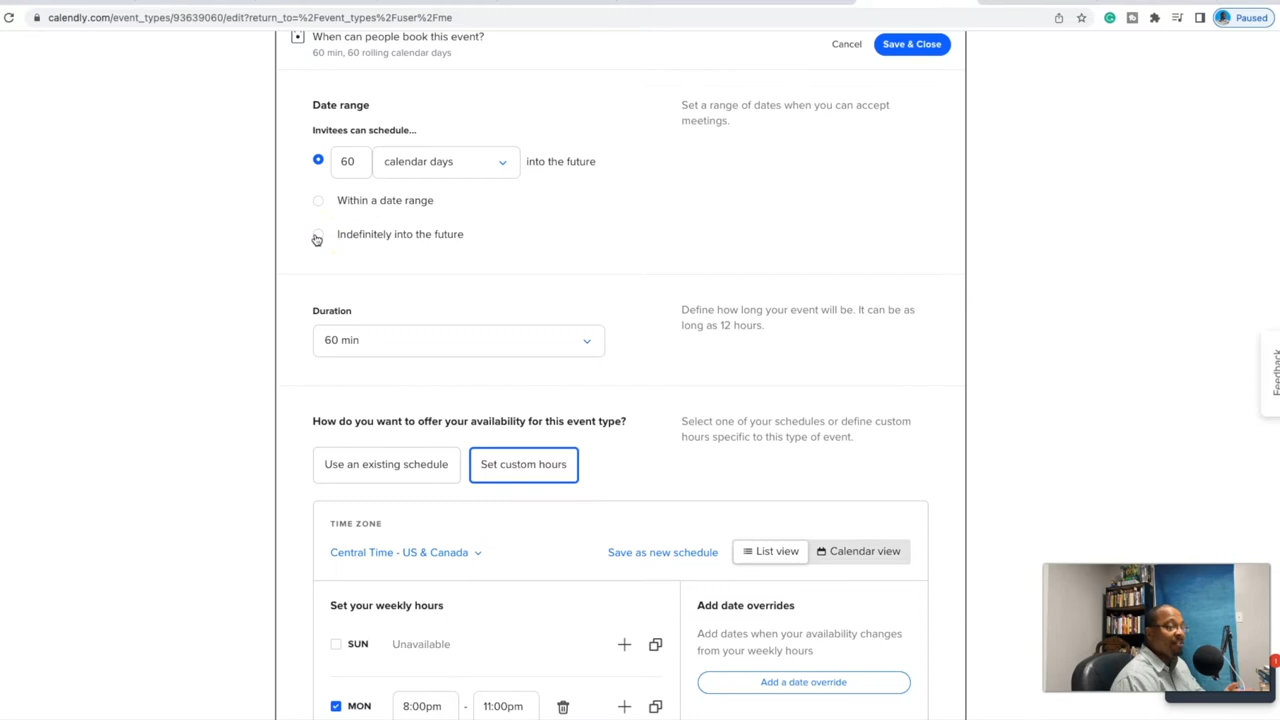 calendly.com/event_types/93639060/edit?return_to=%2Fevent_types%2Fuser%2Fme
Paused
When can people book this event?
60 min, 60 rolling calendar days
Cancel
Save & Close
Date range
Set a range of dates when you can accept
meetings.
Invitees can schedule...
60
calendar days
into the future
Within a date range
Indefinitely into the future
Duration
Define how long your event will be. It can be as
long as 12 hours.
60 min
Feedback
How do you want to offer your availability for this event type?
Select one of your schedules or define custom
hours specific to this type of event.
Use an existing schedule
Set custom hours
TIME ZONE
Central Time - US & Canada
Save as new schedule
List view
Calendar view
Set your weekly hours
Add date overrides
Add dates when your availability changes
from your weekly hours
SUN
Unavailable
Add a date override
MON
8:00pm
-
11:00pm
1